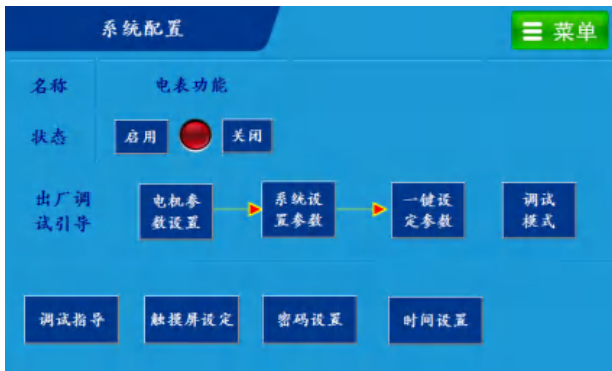 系统配置
☰ 菜单
名称 电表功能
状态 启用 关闭
出厂调
试引导
电机参
数设置
系统设
置参数
一键设
定参数
调试
模式
调试指导 触摸屏设定 密码设置 时间设置